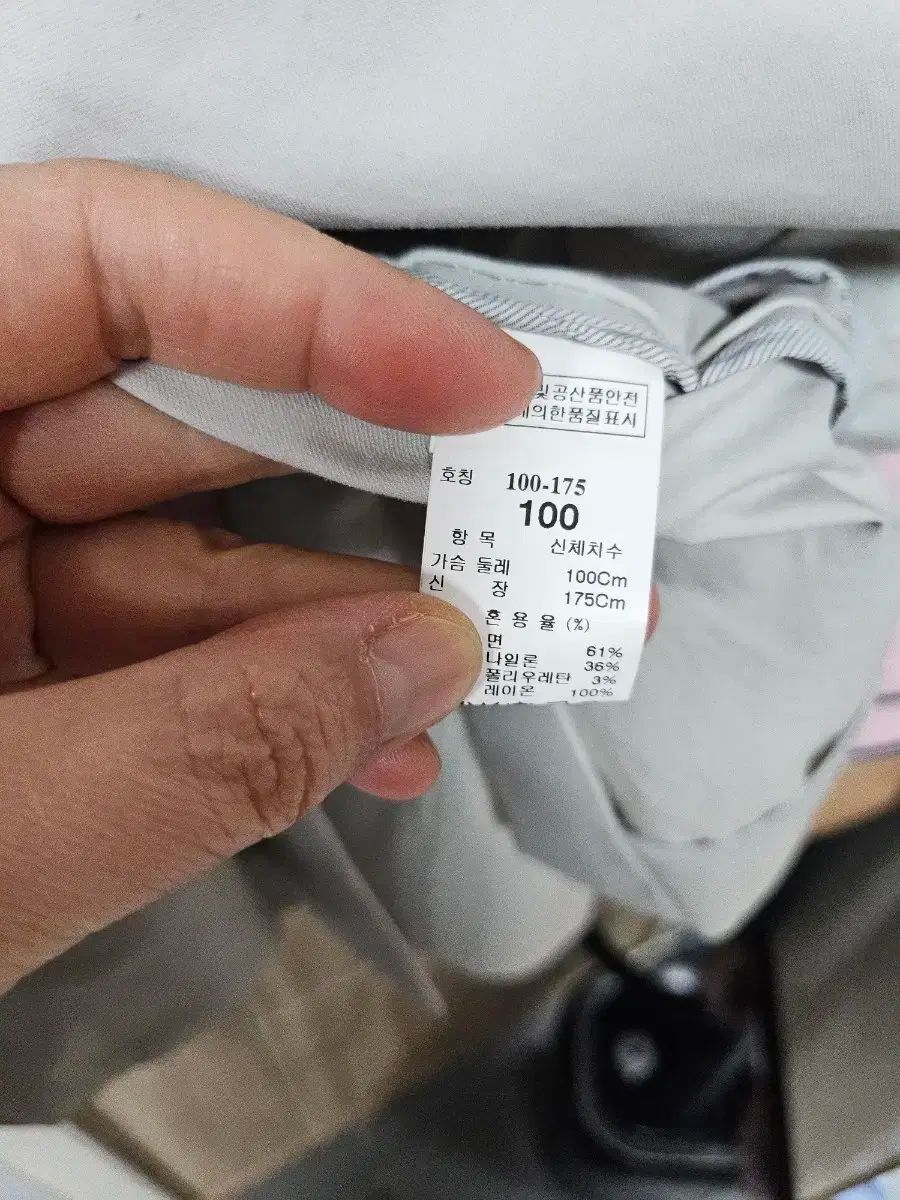 및공산품안전
의한품질표시
호칭 100-175
100
항 목 신체치수
가슴 둘레 100Cm
신 장 175Cm
혼 용 율 (%)
면 61%
나일론 36%
폴리우레탄 3%
레이온 100%